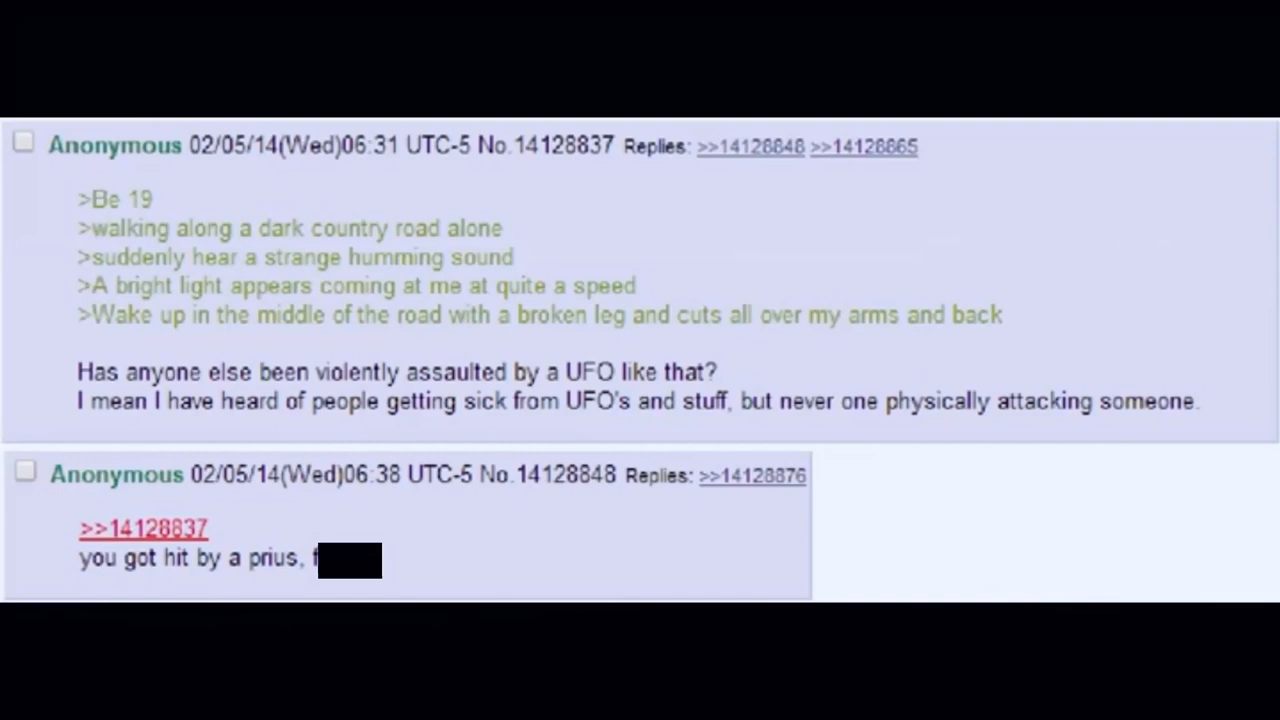 Anonymous 02/05/14(Wed)06:31 UTC-5 No.14128837 Replies: >>14128848 >>14128865
>Be 19
>walking along a dark country road alone
>suddenly hear a strange humming sound
>A bright light appears coming at me at quite a speed
>Wake up in the middle of the road with a broken leg and cuts all over my arms and back
Has anyone else been violently assaulted by a UFO like that?
I mean I have heard of people getting sick from UFO's and stuff, but never one physically attacking someone.
Anonymous 02/05/14(Wed)06:38 UTC-5 No.14128848 Replies: >>14128876
>>14128837
you got hit by a prius,